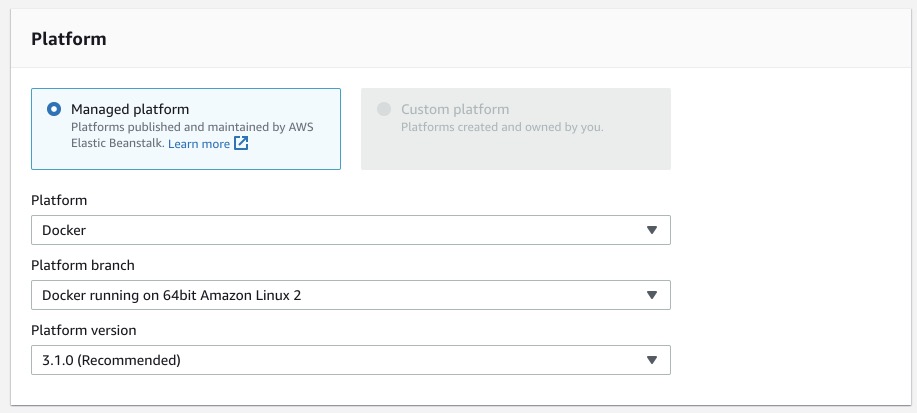 Platform
Managed platform
Platforms published and maintained by AWS
Elastic Beanstalk. Learn more
Custom platform
Platforms created and owned by you.
Platform
Docker
Platform branch
Docker running on 64bit Amazon Linux 2
Platform version
3.1.0 (Recommended)